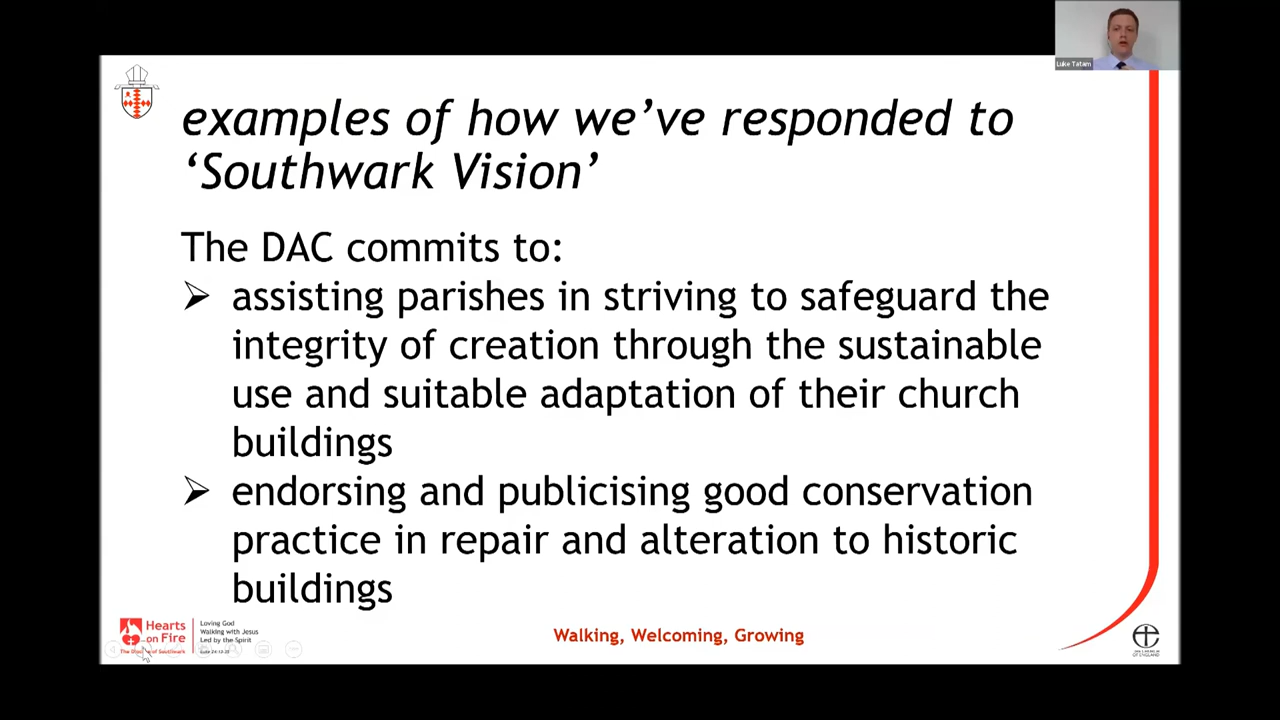 Luke Tatam
examples of how we’ve responded to
‘Southwark Vision’
The DAC commits to:
assisting parishes in striving to safeguard the
integrity of creation through the sustainable
use and suitable adaptation of their church
buildings
endorsing and publicising good conservation
practice in repair and alteration to historic
buildings
Hearts
on Fire
Loving God
Walking with Jesus
Led by the Spirit
Walking, Welcoming, Growing